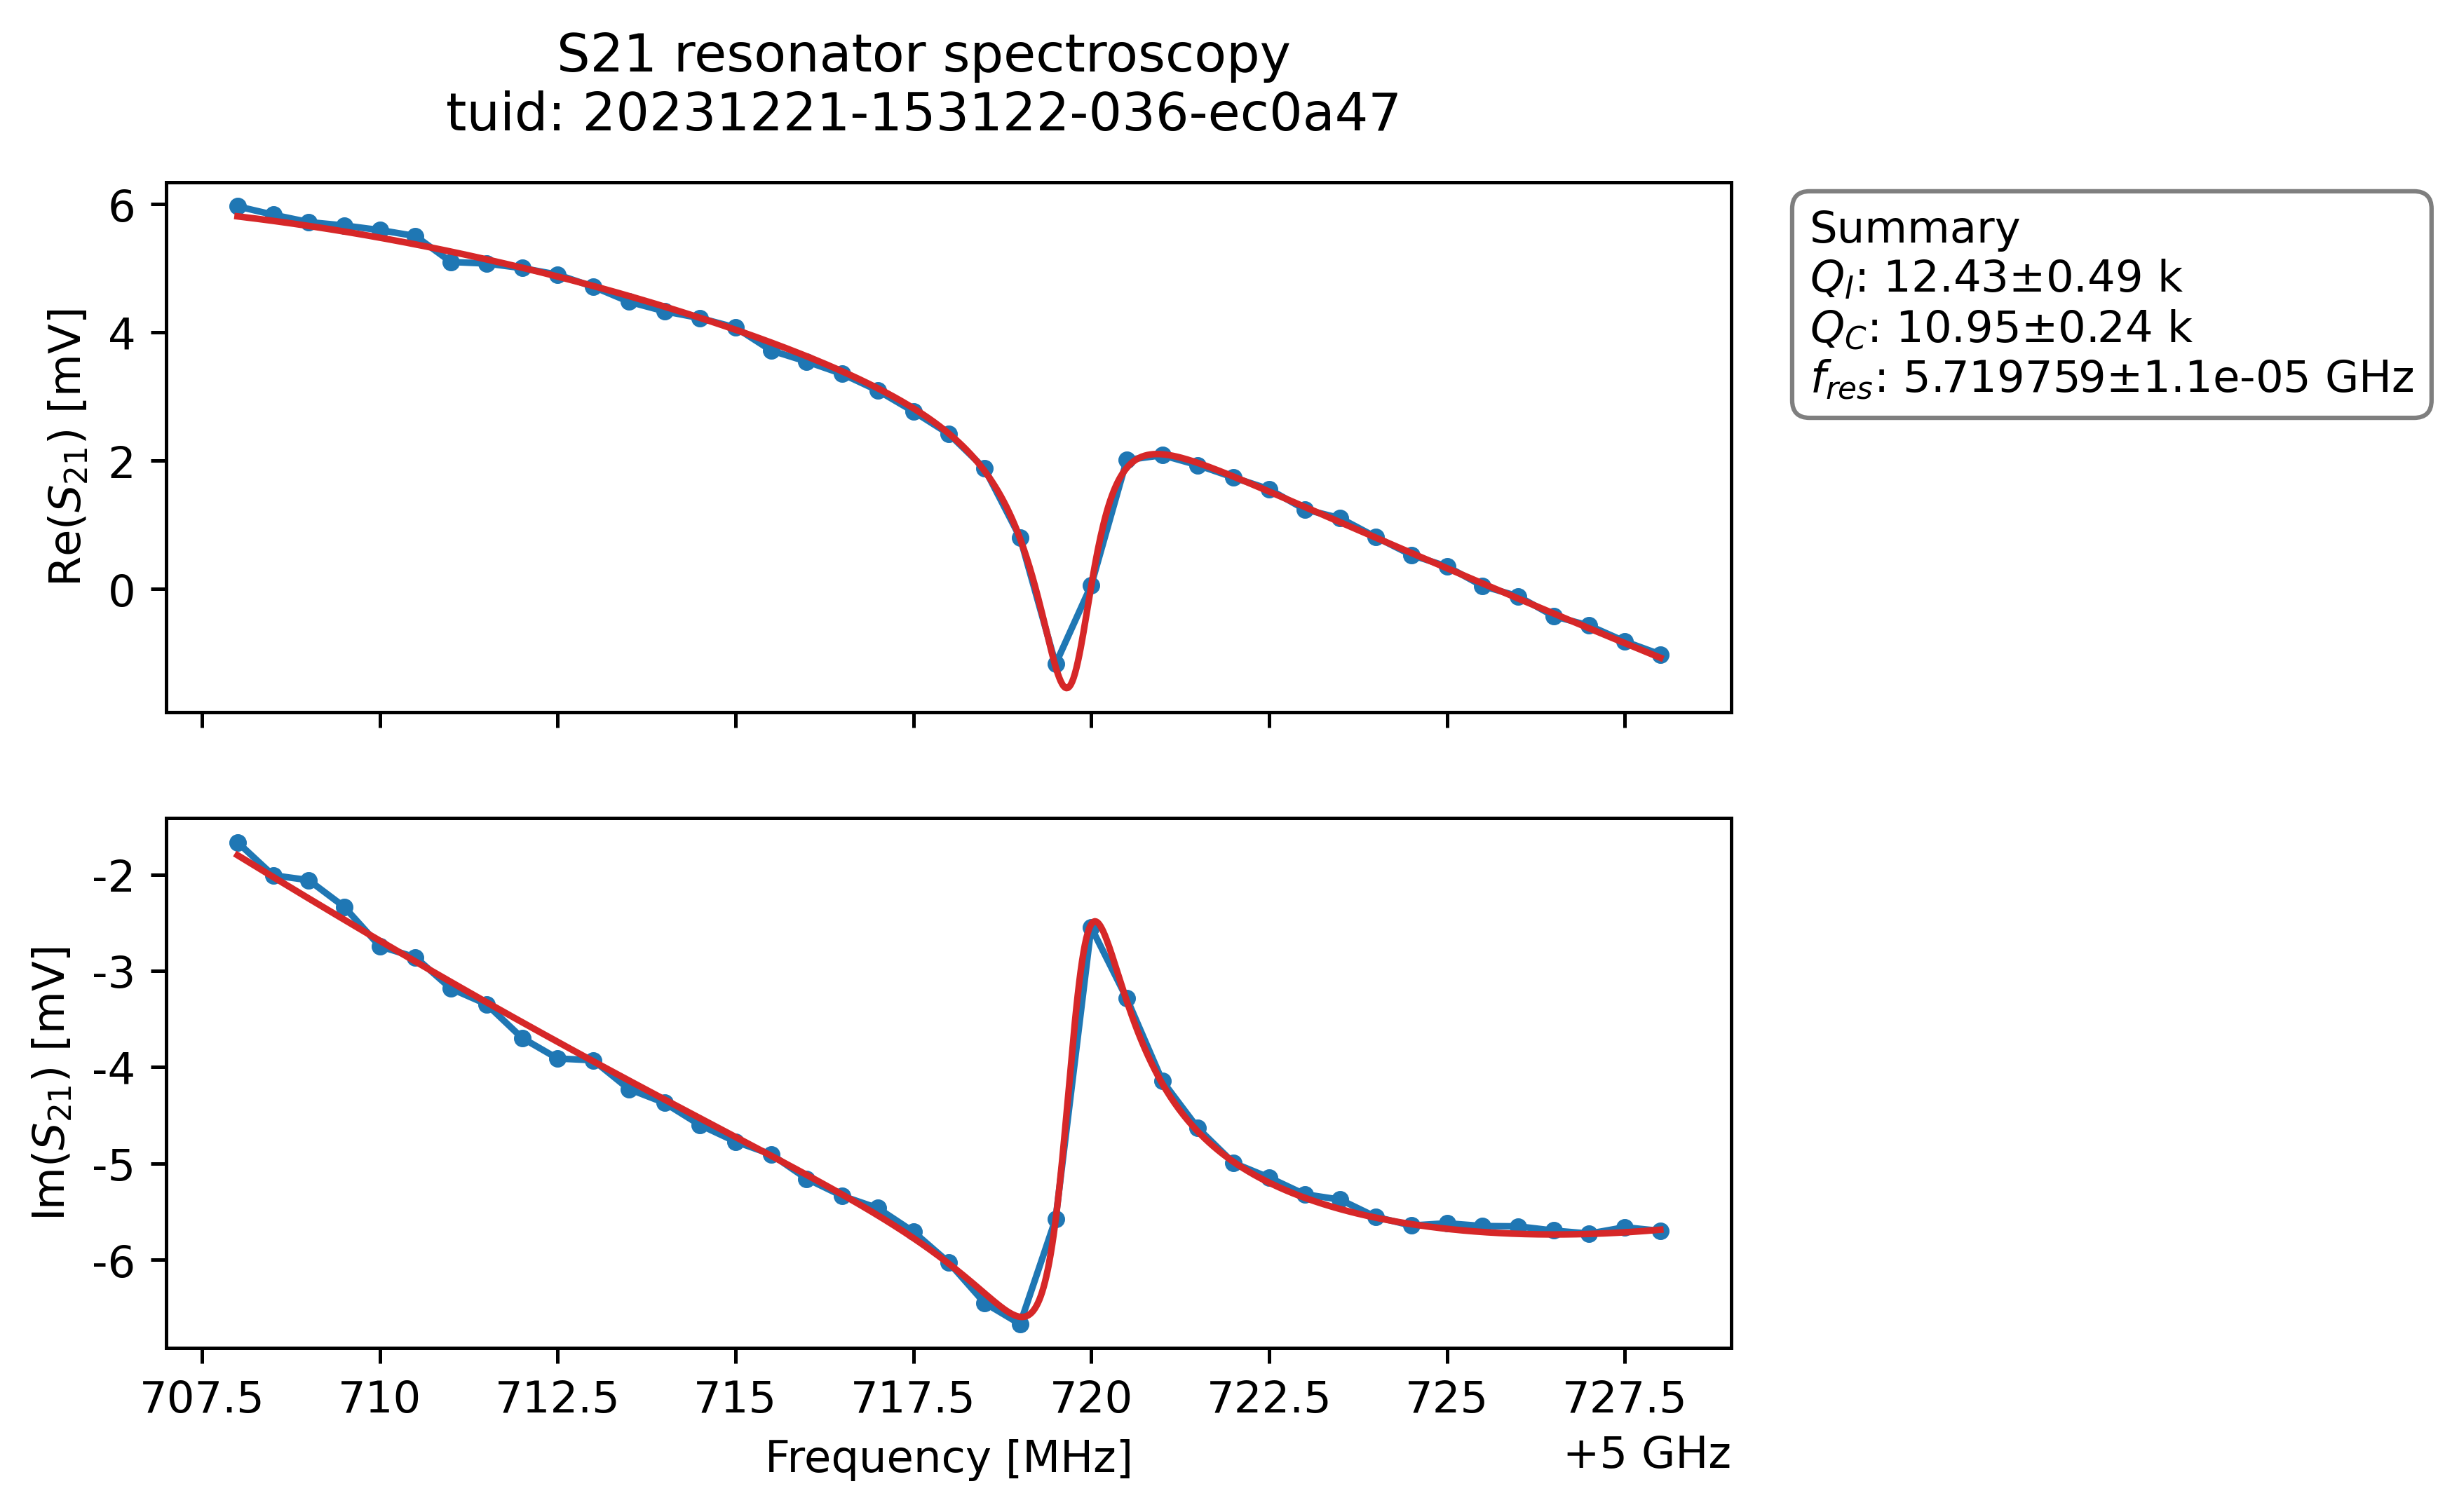 S21 resonator spectroscopy
tuid: 20231221-153122-036-ec0a47
6
4
2
0
Re(S21) [mV]
Summary
QI: 12.43±0.49 k
QC: 10.95±0.24 k
fres: 5.719759±1.1e-05 GHz
-2
-3
-4
-5
-6
Im(S21) [mV]
707.5 710 712.5 715 717.5 720 722.5 725 727.5
Frequency [MHz]
+5 GHz